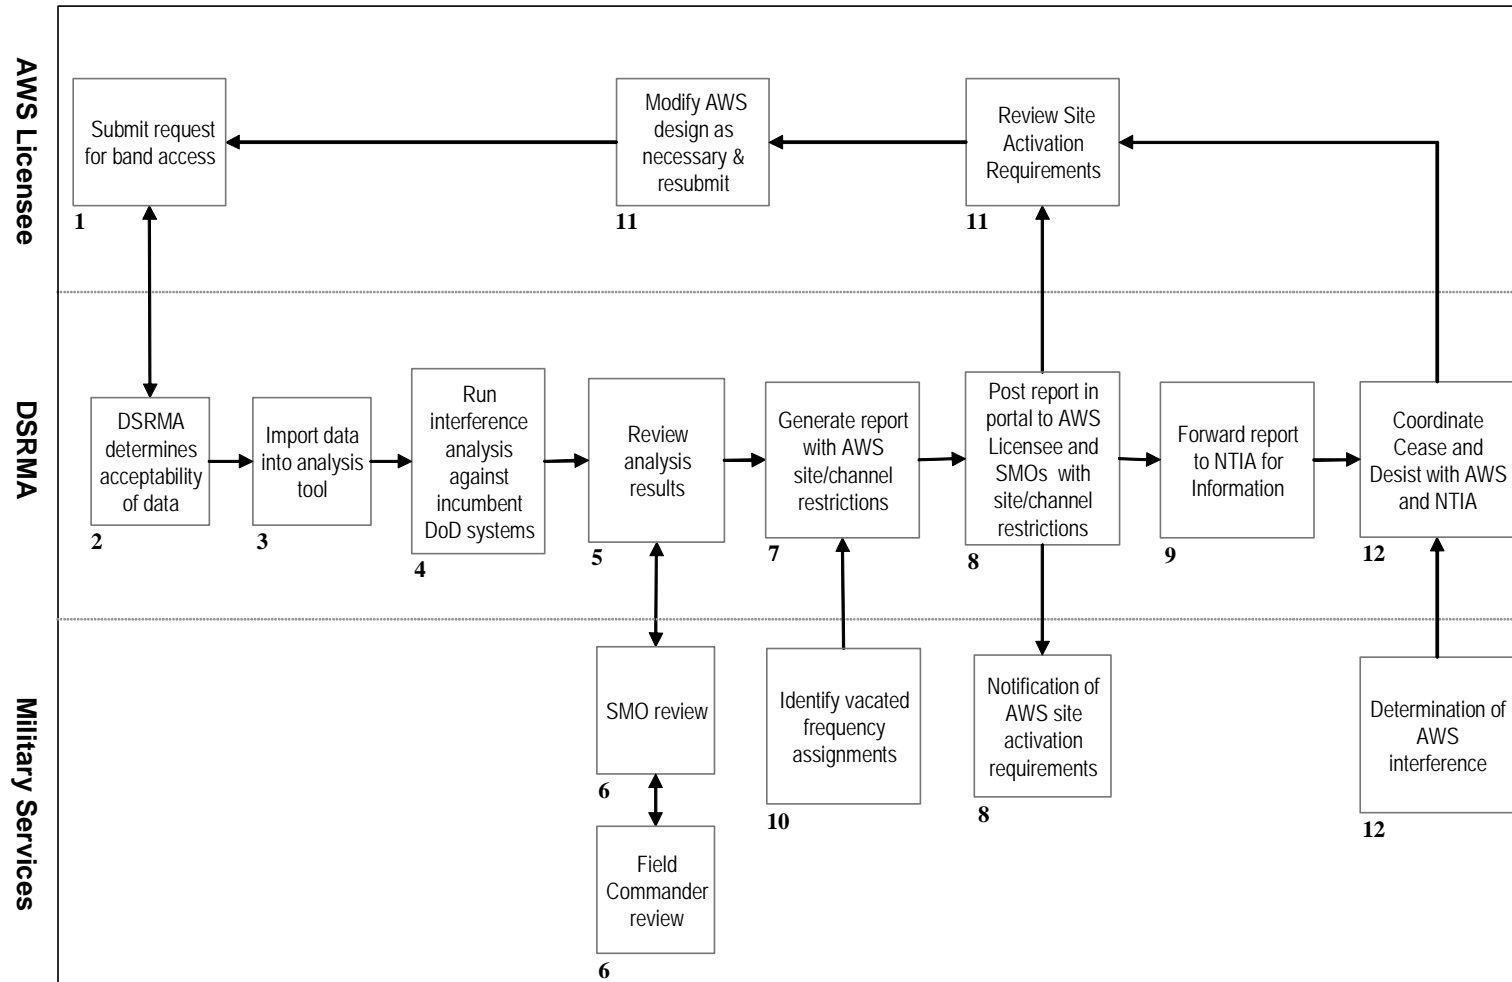 AWS Licensee
Submit request
for band access
1
Modify AWS
design as
necessary &
resubmit
11
Review Site
Activation
Requirements
11
DSRMA
DSRMA
determines
acceptability
of data
2
Import data
into analysis
tool
3
Run
interference
analysis
against
incumbent
DoD systems
4
Review
analysis
results
5
Generate report
with AWS
site/channel
restrictions
7
Post report in
portal to AWS
Licensee and
SMOs with
site/channel
restrictions
8
Forward report
to NTIA for
Information
9
Coordinate
Cease and
Desist with AWS
and NTIA
12
Military Services
SMO review
6
Field
Commander
review
6
Identify vacated
frequency
assignments
10
Notification of
AWS site
activation
requirements
8
Determination of
AWS
interference
12